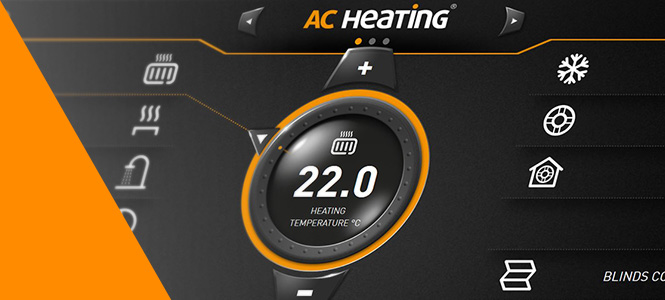 AC HEATING®
+
22.0
HEATING
TEMPERATURE °C
−
BLINDS CO